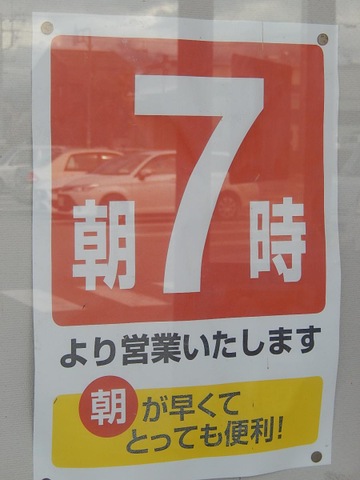 朝7時
より営業いたします
朝が早くて
とっても便利!